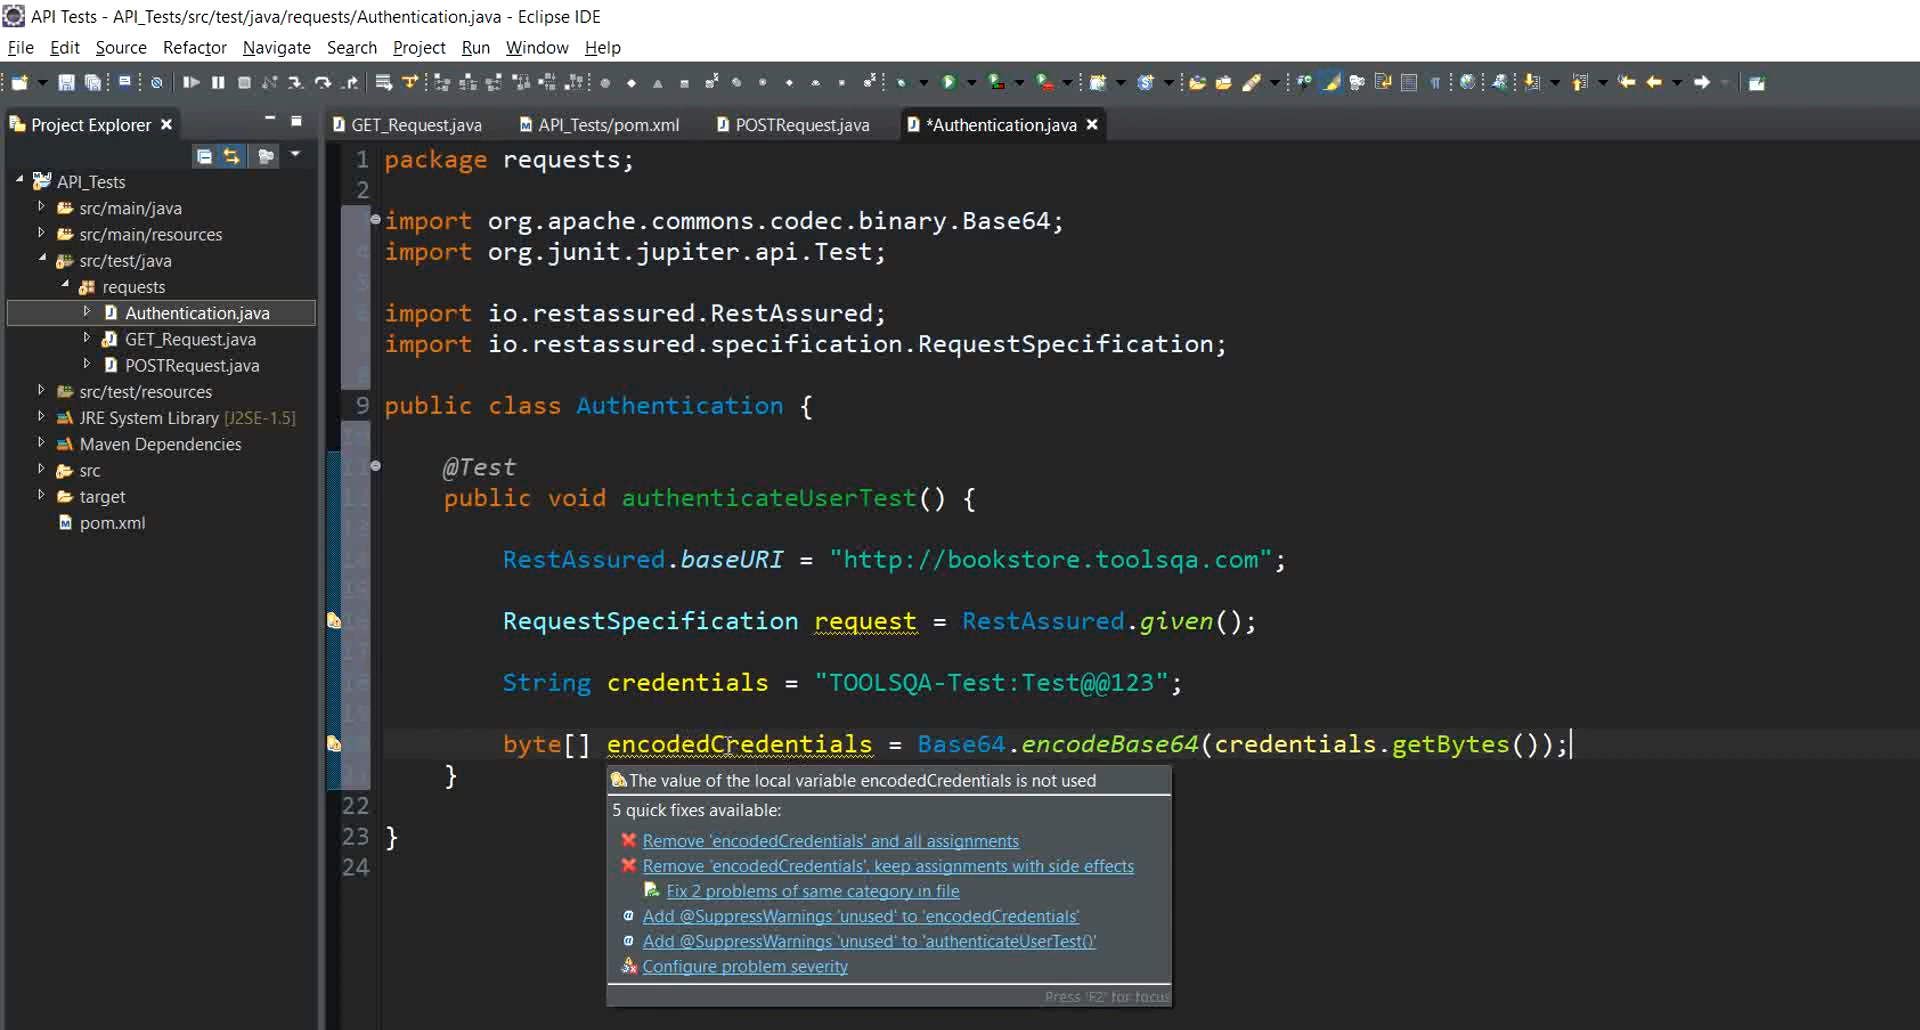 API Tests - API_Tests/src/test/java/requests/Authentication.java - Eclipse IDE
File Edit Source Refactor Navigate Search Project Run Window Help
Project Explorer
GET_Request.java API_Tests/pom.xml POSTRequest.java *Authentication.java
API_Tests
src/main/java
src/main/resources
src/test/java
requests
Authentication.java
GET_Request.java
POSTRequest.java
src/test/resources
JRE System Library [J2SE-1.5]
Maven Dependencies
src
target
pom.xml
1 package requests;
2
import org.apache.commons.codec.binary.Base64;
import org.junit.jupiter.api.Test;
import io.restassured.RestAssured;
import io.restassured.specification.RequestSpecification;
9 public class Authentication {
@Test
public void authenticateUserTest() {
RestAssured.baseURI = "http://bookstore.toolsqa.com";
RequestSpecification request = RestAssured.given();
String credentials = "TOOLSQA-Test:Test@@123";
byte[] encodedCredentials = Base64.encodeBase64(credentials.getBytes());
}
22
23 }
24
The value of the local variable encodedCredentials is not used
5 quick fixes available:
Remove 'encodedCredentials' and all assignments
Remove 'encodedCredentials', keep assignments with side effects
Fix 2 problems of same category in file
Add @SuppressWarnings 'unused' to 'encodedCredentials'
Add @SuppressWarnings 'unused' to 'authenticateUserTest()'
Configure problem severity
Press 'F2' for focus